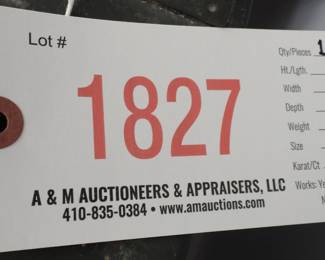 Lot #
1827
A & M AUCTIONEERS & APPRAISERS, LLC
410-835-0384 • www.amauctions.com
Qty/Pieces
Ht./Lgth.
Width
Depth
Weight
Size
Karat/Ct
Works: